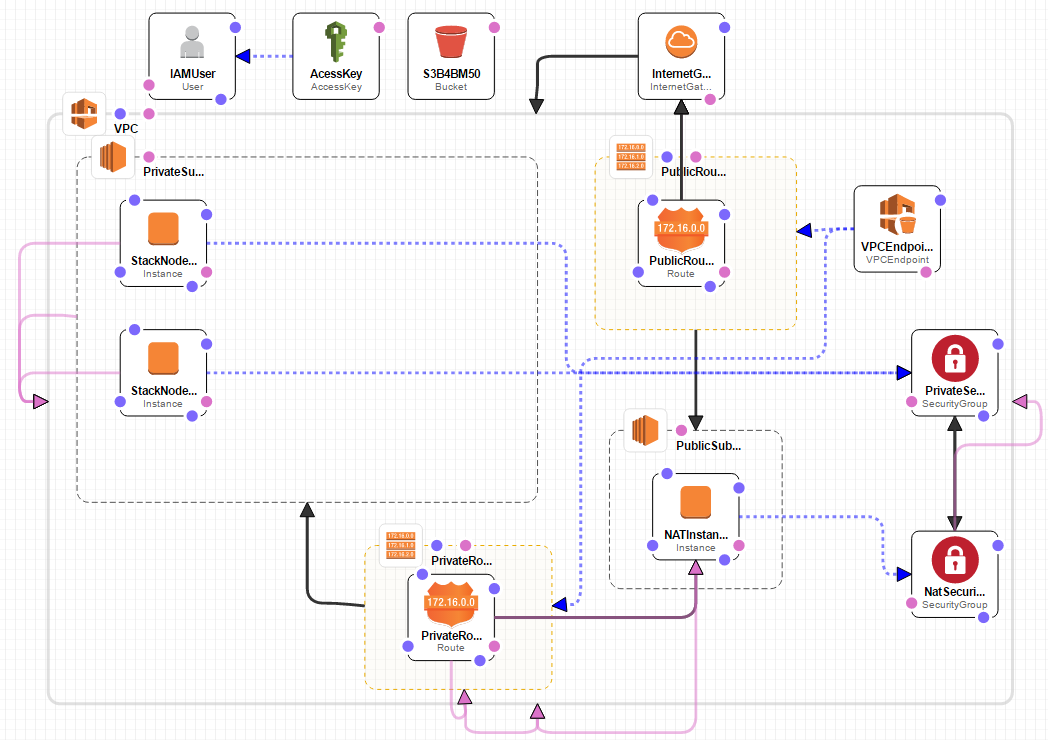 IAMUser
User
AcessKey
AccessKey
S3B4BM50
Bucket
InternetG...
InternetGat...
VPC
PrivateSu...
172.16.0.0
172.16.1.0
172.16.2.0
PublicRou...
StackNode...
Instance
172.16.0.0
PublicRou...
Route
VPCEndpoi...
VPCEndpoint
StackNode...
Instance
PrivateSe...
SecurityGroup
PublicSub...
NATInstan...
Instance
172.16.0.0
172.16.1.0
172.16.2.0
PrivateRo...
172.16.0.0
PrivateRo...
Route
NatSecuri...
SecurityGroup